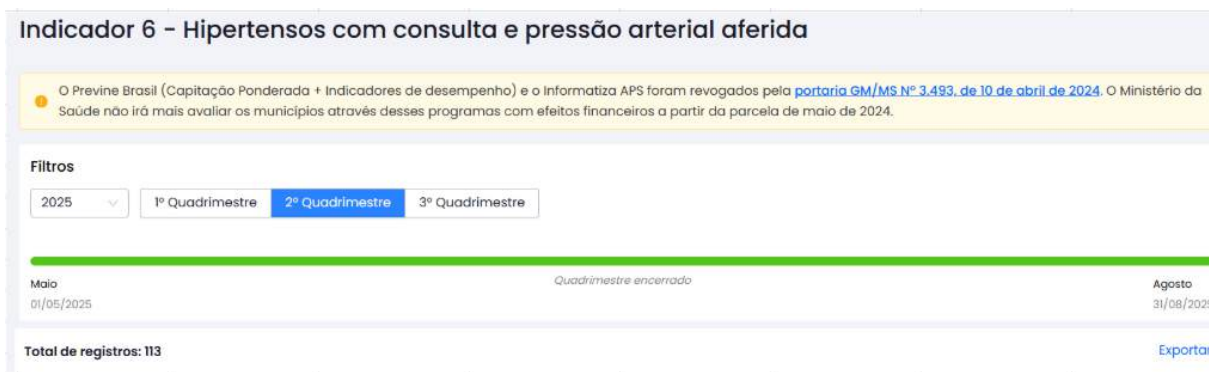 Indicador 6 - Hipertensos com consulta e pressão arterial aferida
O Previne Brasil (Capitação Ponderada + Indicadores de desempenho) e o Informatiza APS foram revogados pela portaria GM/MS Nº 3.493, de 10 de abril de 2024. O Ministério da
Saúde não irá mais avaliar os municípios através desses programas com efeitos financeiros a partir da parcela de maio de 2024.
Filtros
2025 1º Quadrimestre 2º Quadrimestre 3º Quadrimestre
Maio Quadrimestre encerrado Agosto
01/05/2025 31/08/2025
Total de registros: 113 Exportar